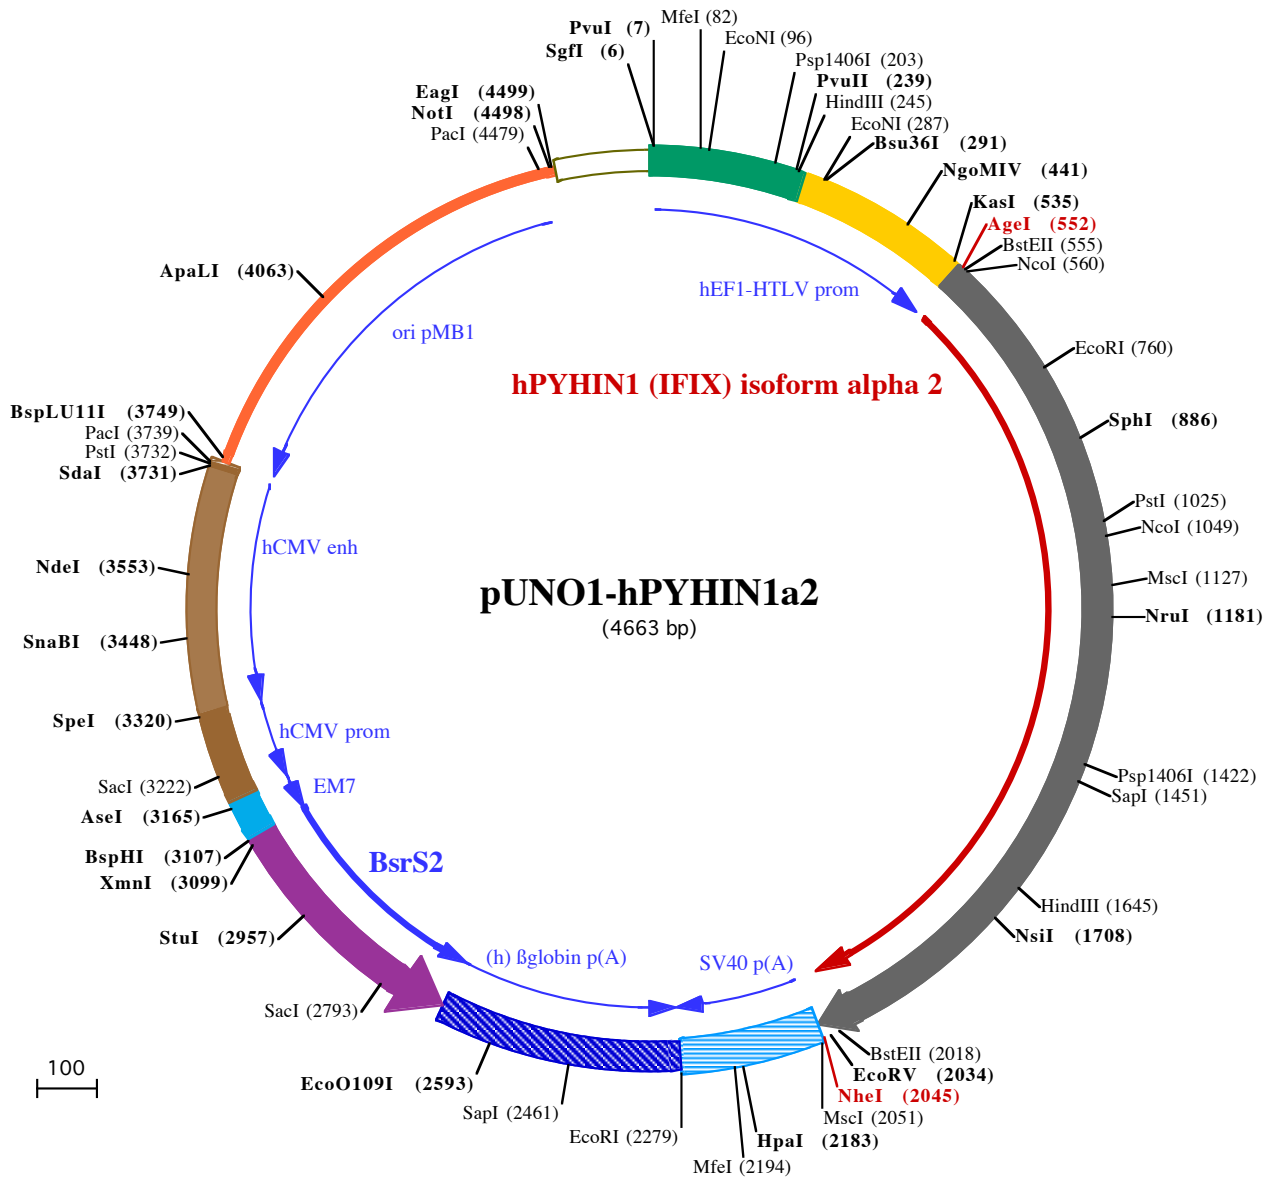 PvuI (7)
SgfI (6)
MfeI (82)
EcoNI (96)
Psp1406I (203)
PvuII (239)
HindIII (245)
EcoNI (287)
Bsu36I (291)
NgoMIV (441)
KasI (535)
AgeI (552)
BstEII (555)
NcoI (560)
EcoRI (760)
SphI (886)
PstI (1025)
NcoI (1049)
MscI (1127)
NruI (1181)
Psp1406I (1422)
SapI (1451)
HindIII (1645)
NsiI (1708)
BstEII (2018)
EcoRV (2034)
NheI (2045)
MscI (2051)
HpaI (2183)
MfeI (2194)
EcoRI (2279)
SapI (2461)
EcoO109I (2593)
SacI (2793)
StuI (2957)
XmnI (3099)
BspHI (3107)
AseI (3165)
SacI (3222)
SpeI (3320)
SnaBI (3448)
NdeI (3553)
SdaI (3731)
PstI (3732)
PacI (3739)
BspLU11I (3749)
ApaLI (4063)
PacI (4479)
NotI (4498)
EagI (4499)
hEF1-HTLV prom
ori pMB1
hPYHIN1 (IFIX) isoform alpha 2
hCMV enh
pUNO1-hPYHIN1a2
(4663 bp)
hCMV prom
EM7
BsrS2
(h) ßglobin p(A)
SV40 p(A)
100